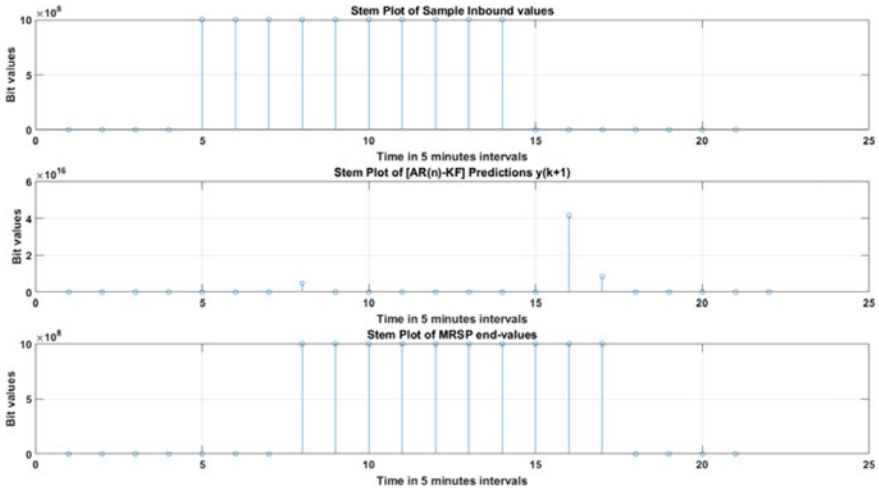 Stem Plot of Sample Inbound values
×10^8
10
5
0
Bit values
0 5 10 15 20 25
Time in 5 minutes intervals
Stem Plot of [AR(n)-KF] Predictions y(k+1)
×10^16
6
4
2
0
Bit values
0 5 10 15 20 25
Time in 5 minutes intervals
Stem Plot of MRSP end-values
×10^8
10
5
0
Bit values
0 5 10 15 20 25
Time in 5 minutes intervals